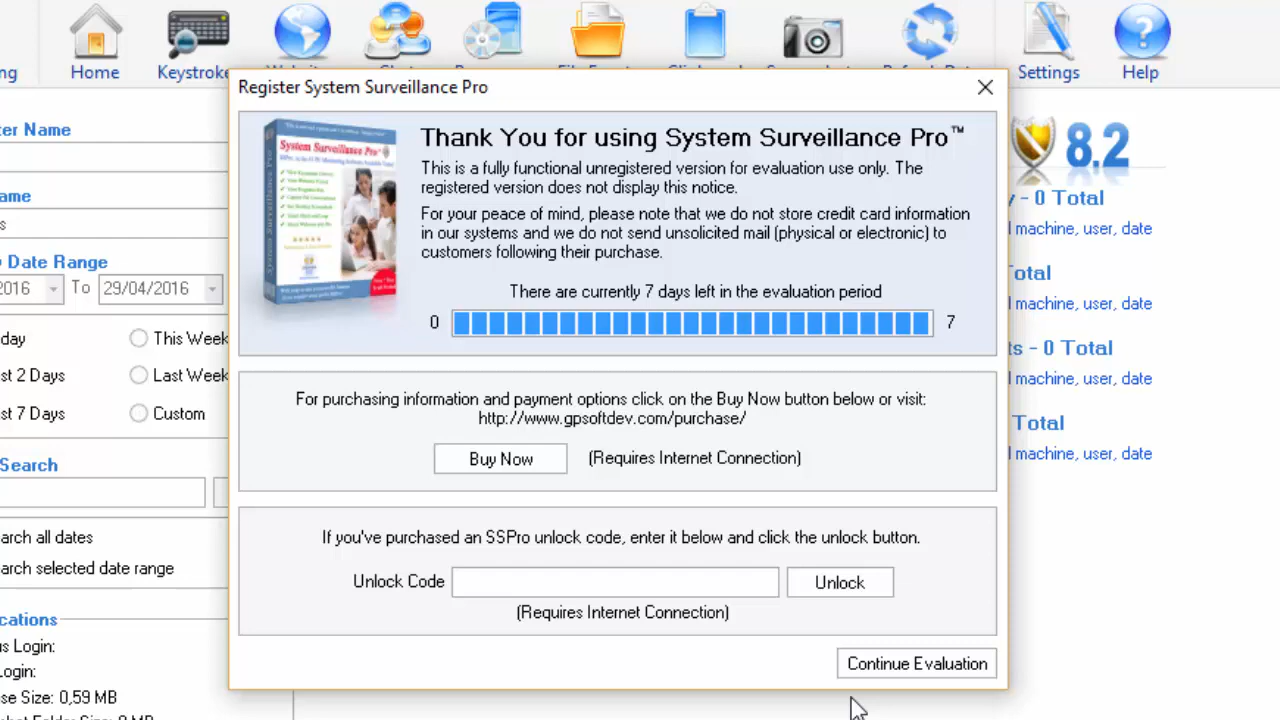 Home
Keystroke
Settings
Help
Register System Surveillance Pro
ter Name
ame
s
Date Range
2016
To
29/04/2016
day
This Week
st 2 Days
Last Week
st 7 Days
Custom
Search
arch all dates
arch selected date range
cations
us Login:
Login:
se Size: 0,59 MB
System Surveillance Pro
Thank You for using System Surveillance Pro™
This is a fully functional unregistered version for evaluation use only. The
registered version does not display this notice.
For your peace of mind, please note that we do not store credit card information
in our systems and we do not send unsolicited mail (physical or electronic) to
customers following their purchase.
There are currently 7 days left in the evaluation period
0
7
For purchasing information and payment options click on the Buy Now button below or visit:
http://www.gpsoftdev.com/purchase/
Buy Now
(Requires Internet Connection)
If you've purchased an SSPro unlock code, enter it below and click the unlock button.
Unlock Code
Unlock
(Requires Internet Connection)
Continue Evaluation
8.2
y - 0 Total
machine, user, date
Total
machine, user, date
ts - 0 Total
machine, user, date
Total
machine, user, date